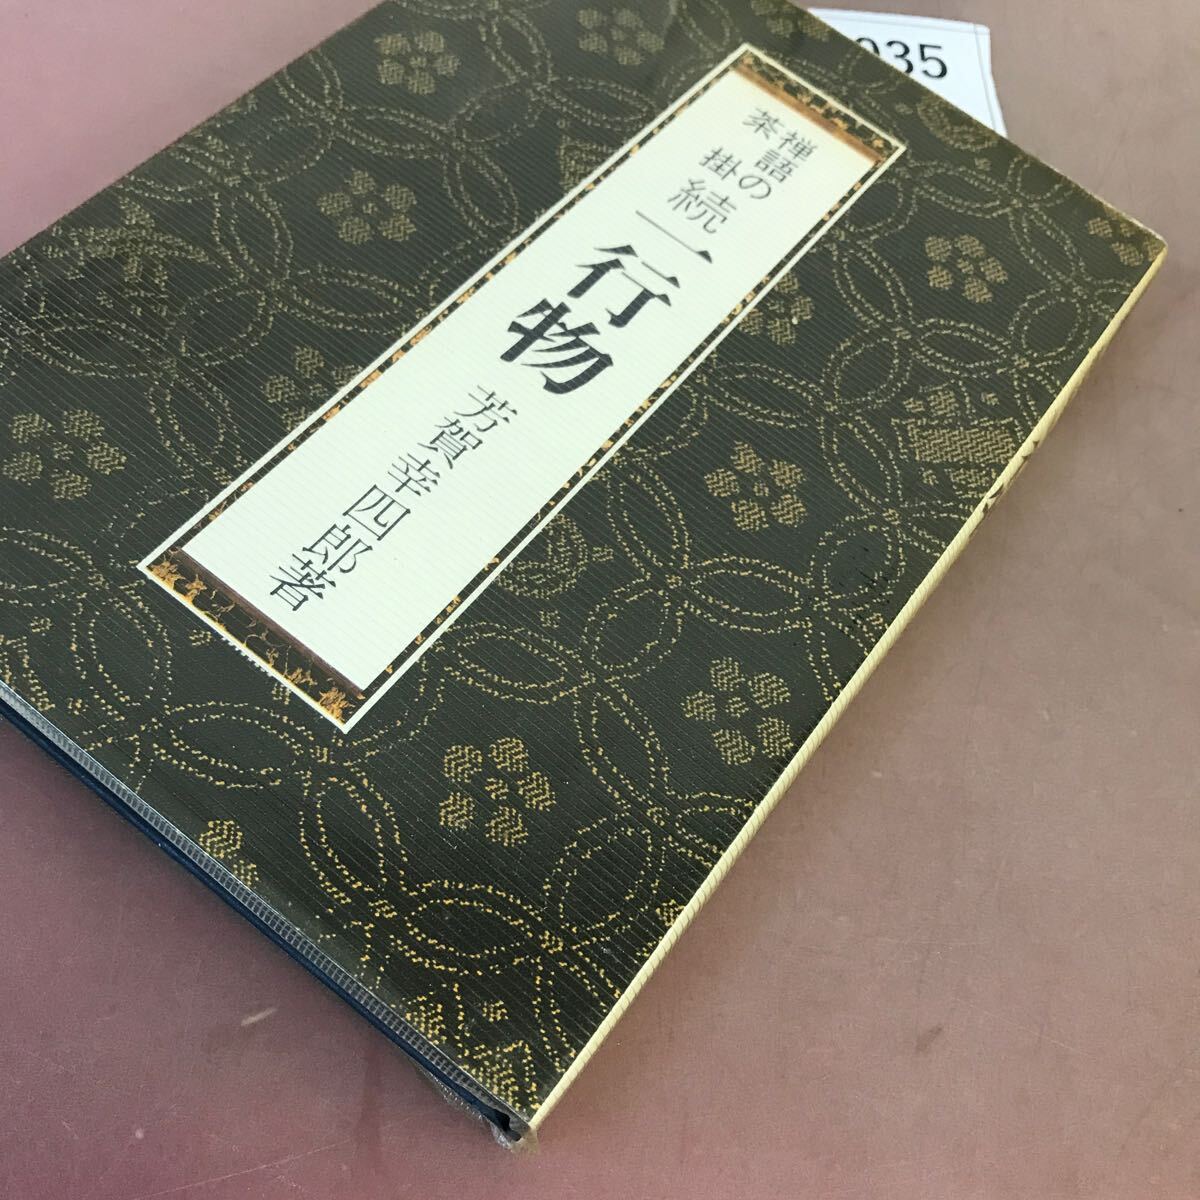 禅語の
茶掛
続 一行物
芳賀幸四郎著
035